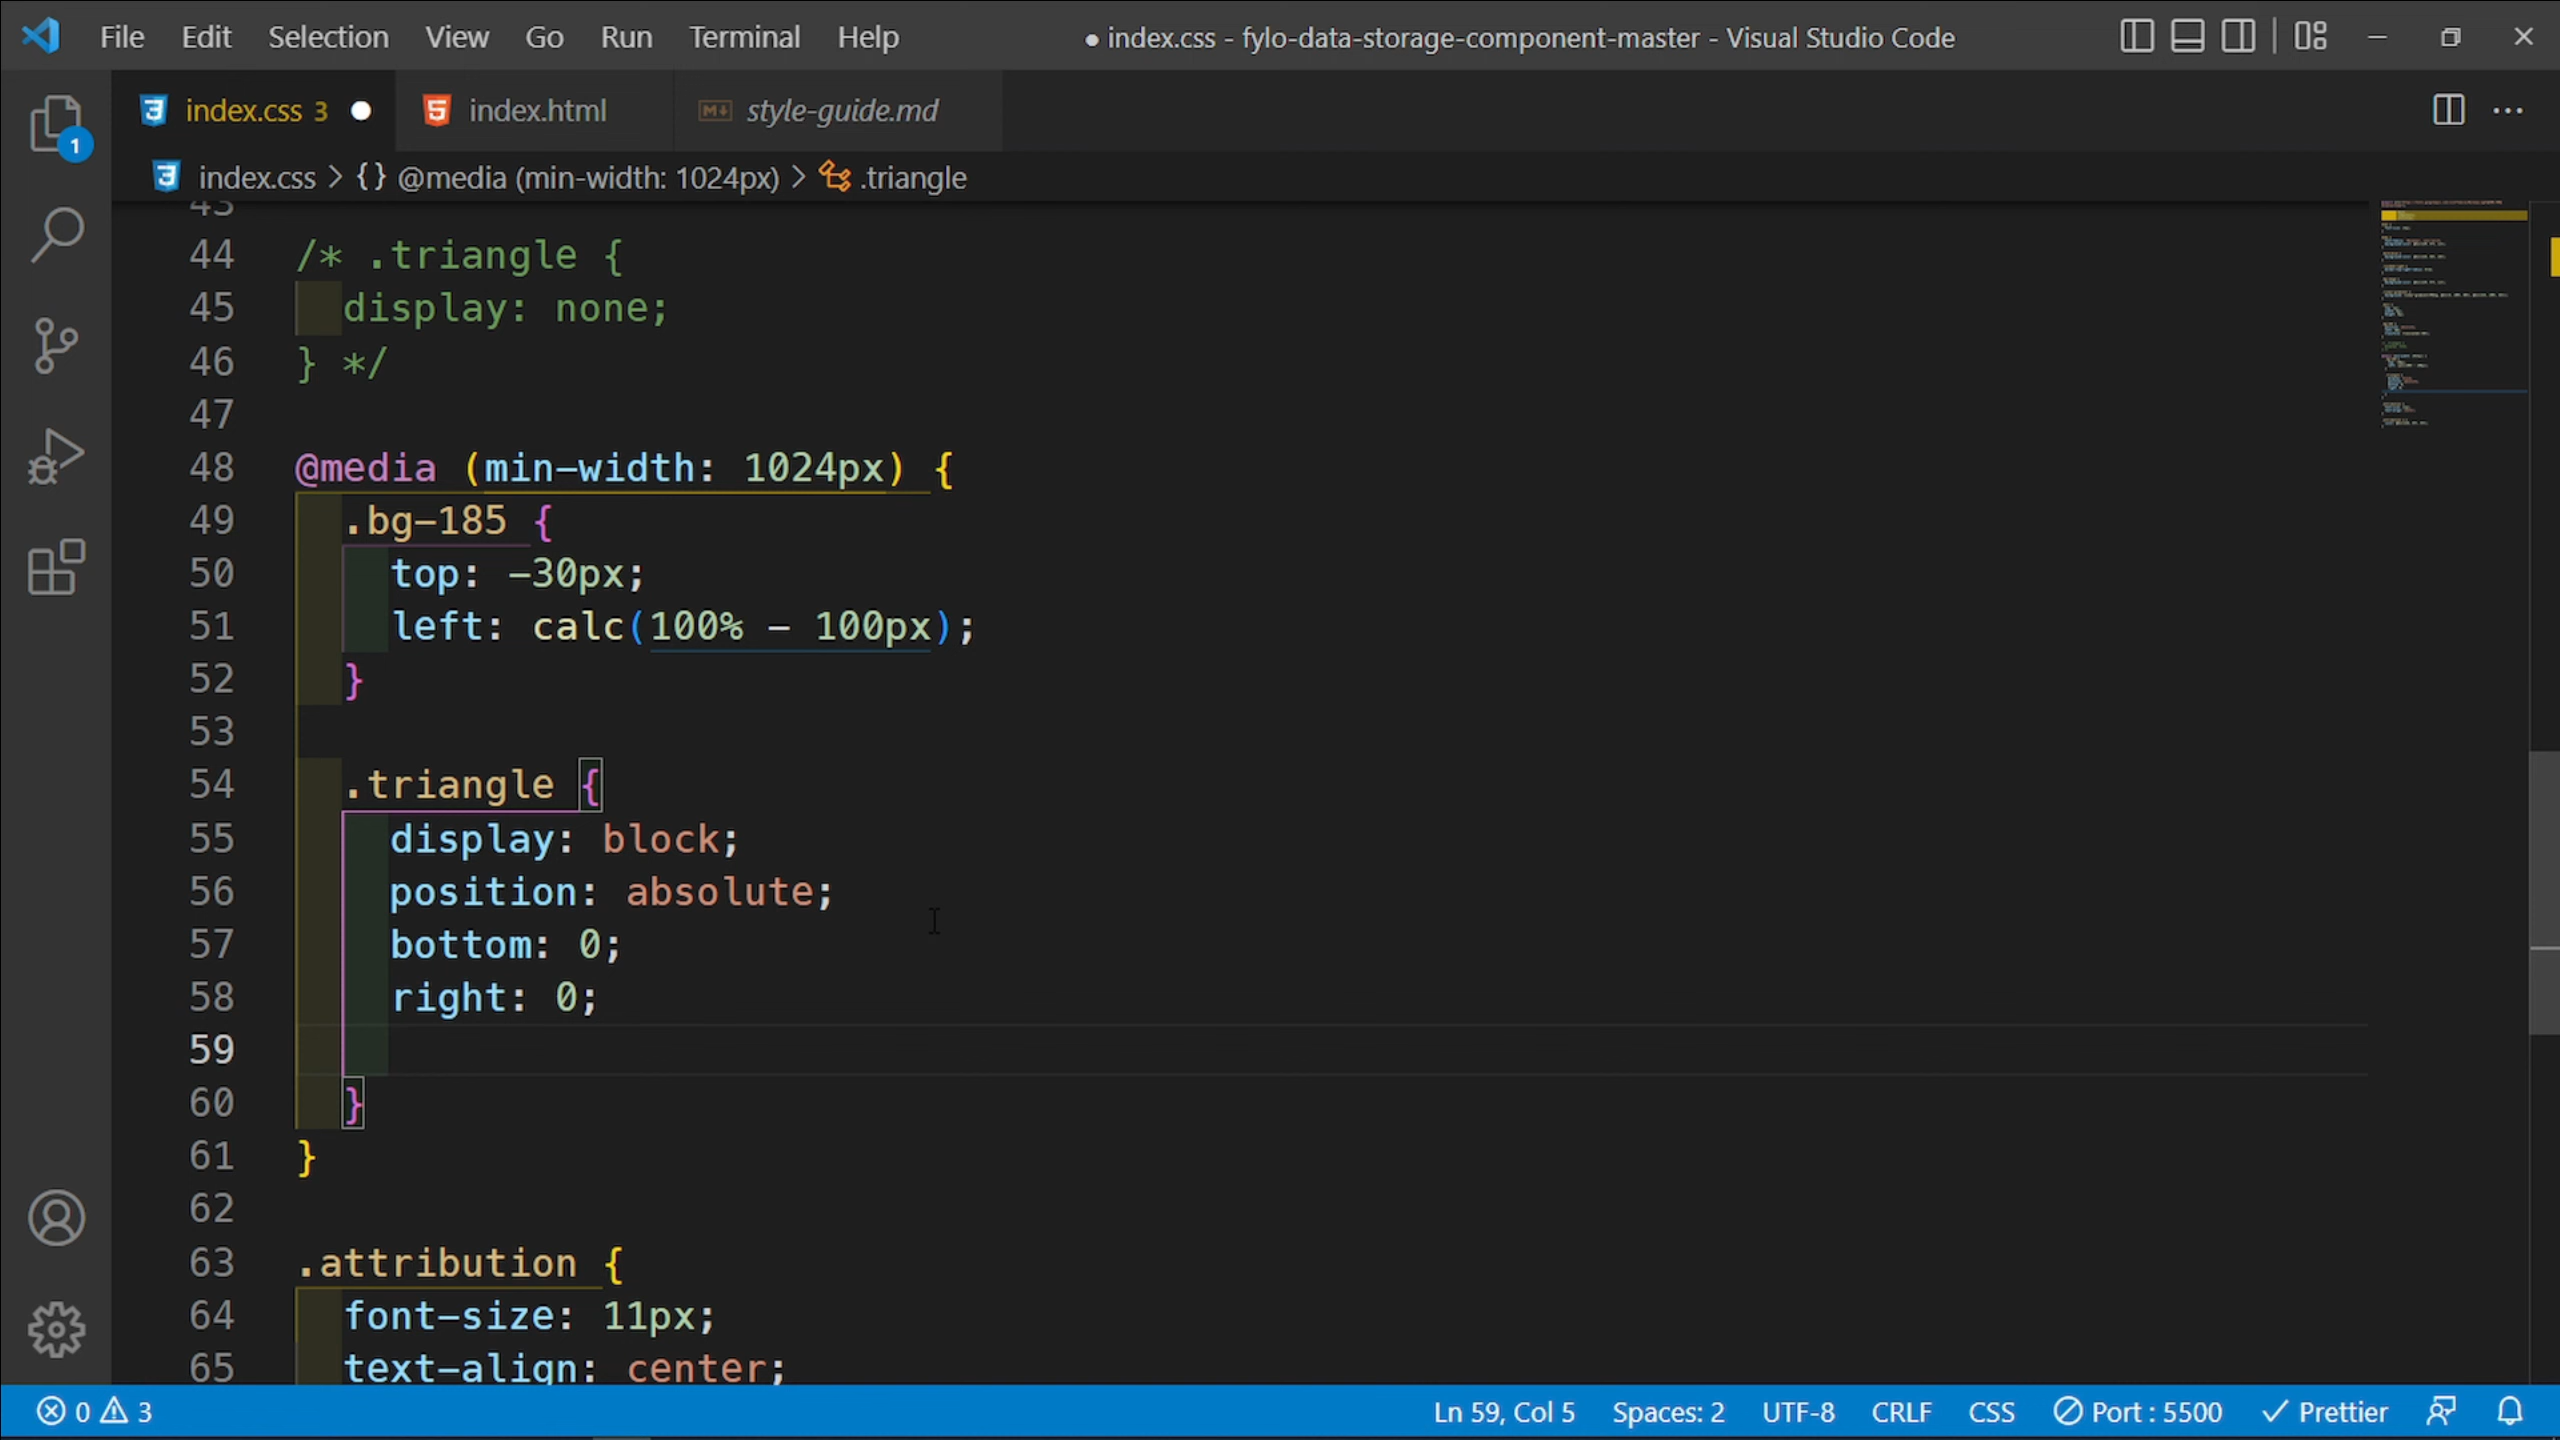 File Edit Selection View Go Run Terminal Help ● index.css - fylo-data-storage-component-master - Visual Studio Code
index.css 3 index.html style-guide.md
index.css > {} @media (min-width: 1024px) > .triangle
1
43
44 /* .triangle {
45 display: none;
46 } */
47
48 @media (min-width: 1024px) {
49 .bg-185 {
50 top: -30px;
51 left: calc(100% - 100px);
52 }
53
54 .triangle {
55 display: block;
56 position: absolute;
57 bottom: 0;
58 right: 0;
59
60 }
61 }
62
63 .attribution {
64 font-size: 11px;
65 text-align: center;
0 3 Ln 59, Col 5 Spaces: 2 UTF-8 CRLF CSS Port : 5500 Prettier